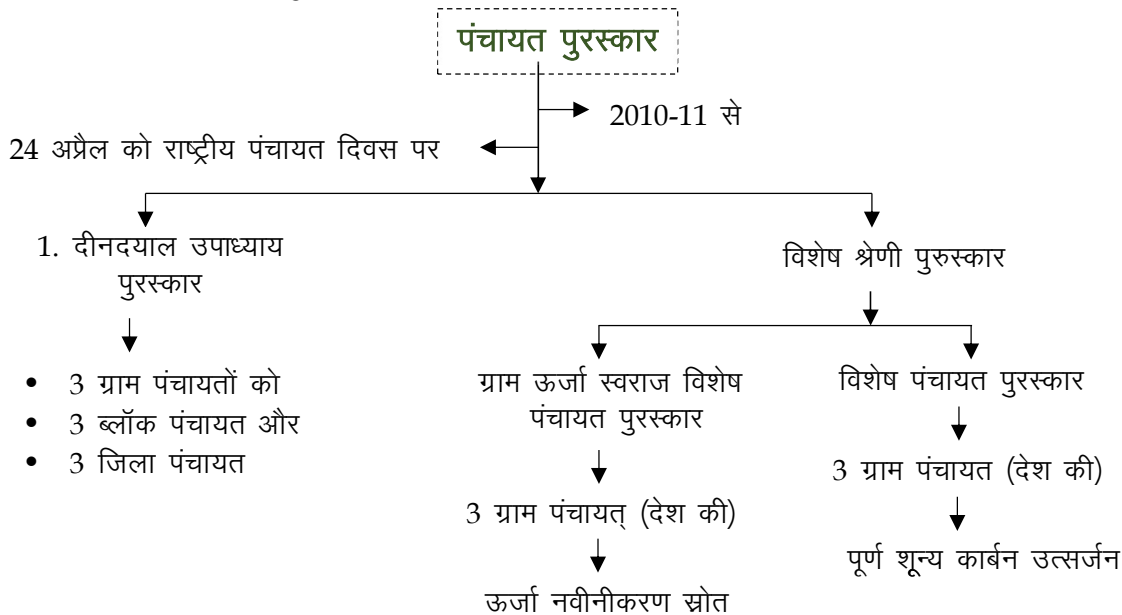 पंचायत पुरस्कार
2010-11 से
24 अप्रैल को राष्ट्रीय पंचायत दिवस पर
1. दीनदयाल उपाध्याय
पुरस्कार
• 3 ग्राम पंचायतों को
• 3 ब्लॉक पंचायत और
• 3 जिला पंचायत
विशेष श्रेणी पुरुस्कार
ग्राम ऊर्जा स्वराज विशेष
पंचायत पुरस्कार
3 ग्राम पंचायत् (देश की)
ऊर्जा नवीनीकरण स्रोत
विशेष पंचायत पुरस्कार
3 ग्राम पंचायत (देश की)
पूर्ण शून्य कार्बन उत्सर्जन